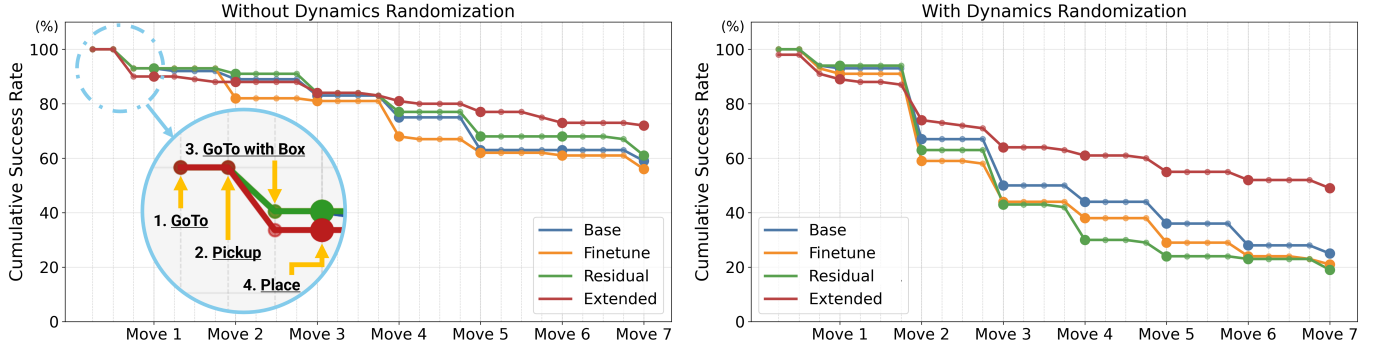 Without Dynamics Randomization
(%)
100
80
60
40
20
0
Cumulative Success Rate
3. GoTo with Box
1. GoTo
2. Pickup
4. Place
Base
Finetune
Residual
Extended
Move 1 Move 2 Move 3 Move 4 Move 5 Move 6 Move 7
With Dynamics Randomization
(%)
100
80
60
40
20
0
Cumulative Success Rate
Base
Finetune
Residual
Extended
Move 1 Move 2 Move 3 Move 4 Move 5 Move 6 Move 7